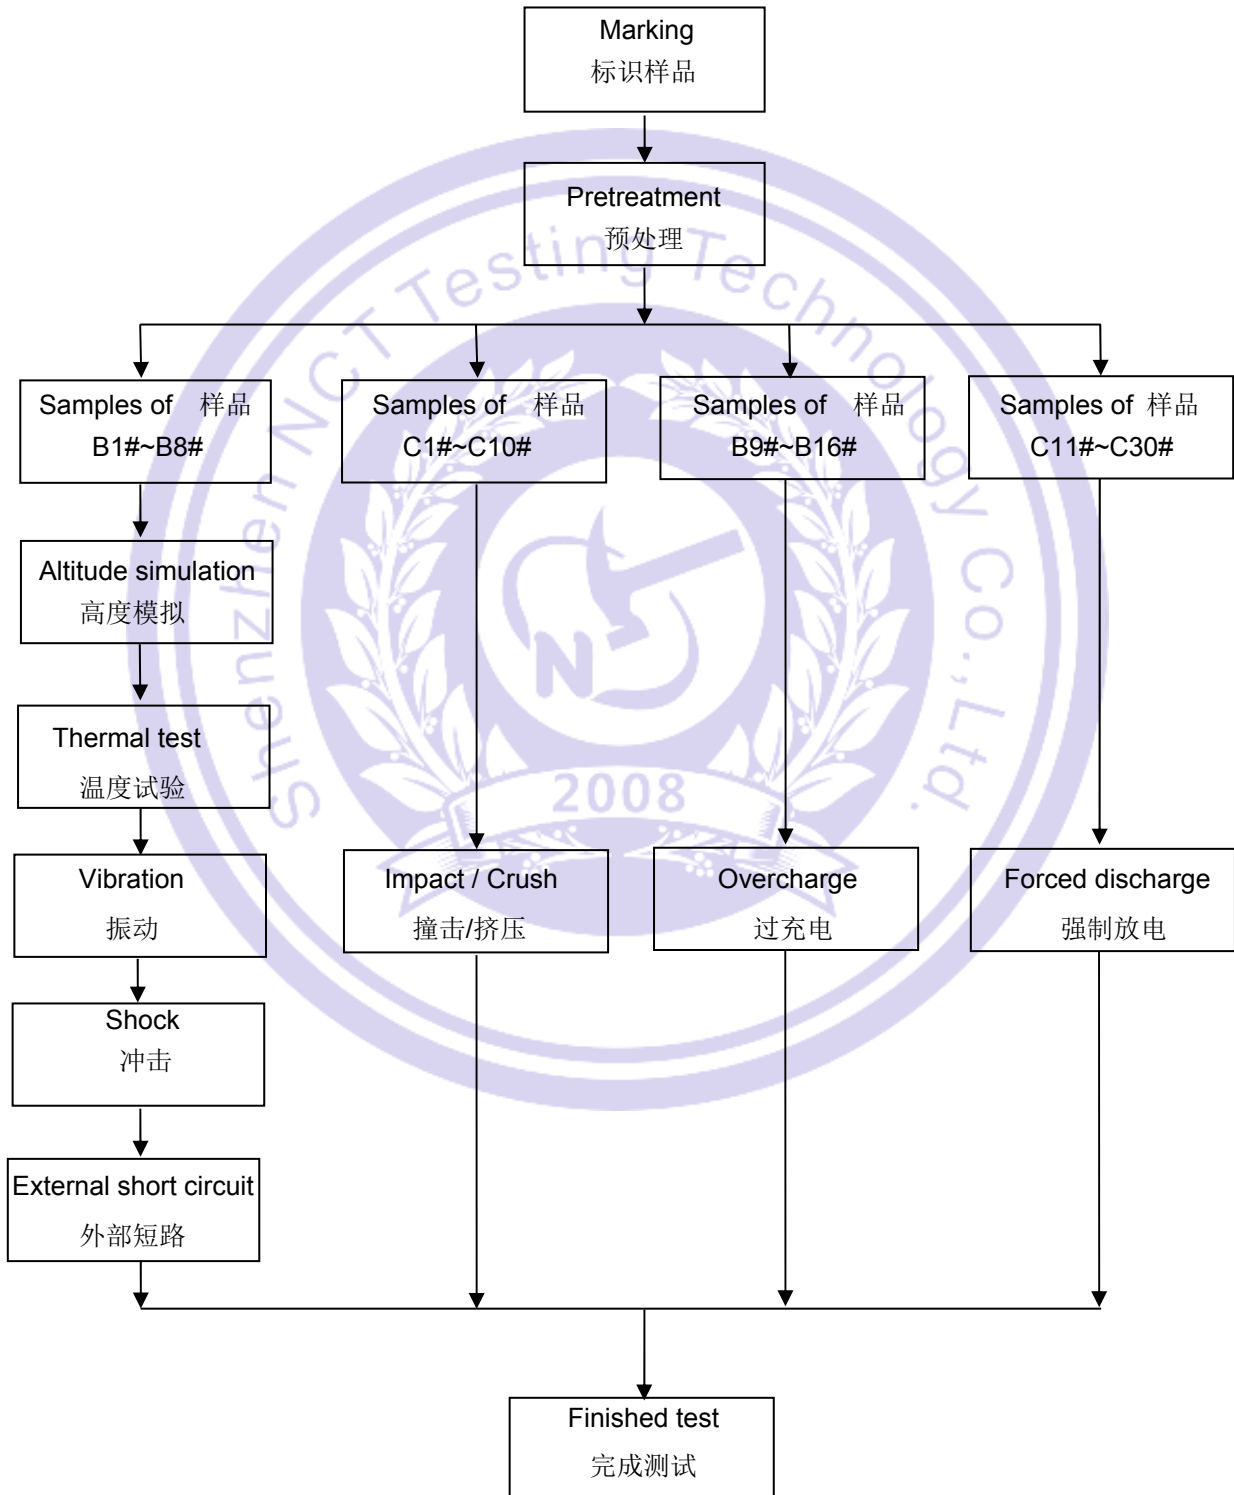 Marking
标识样品
Pretreatment
预处理
Samples of 样品
B1#~B8#
Samples of 样品
C1#~C10#
Samples of 样品
B9#~B16#
Samples of 样品
C11#~C30#
Altitude simulation
高度模拟
Thermal test
温度试验
Vibration
振动
Impact / Crush
撞击/挤压
Overcharge
过充电
Forced discharge
强制放电
Shock
冲击
External short circuit
外部短路
Finished test
完成测试
Shenzhen NCT Testing Technology Co.,Ltd.
N
2008